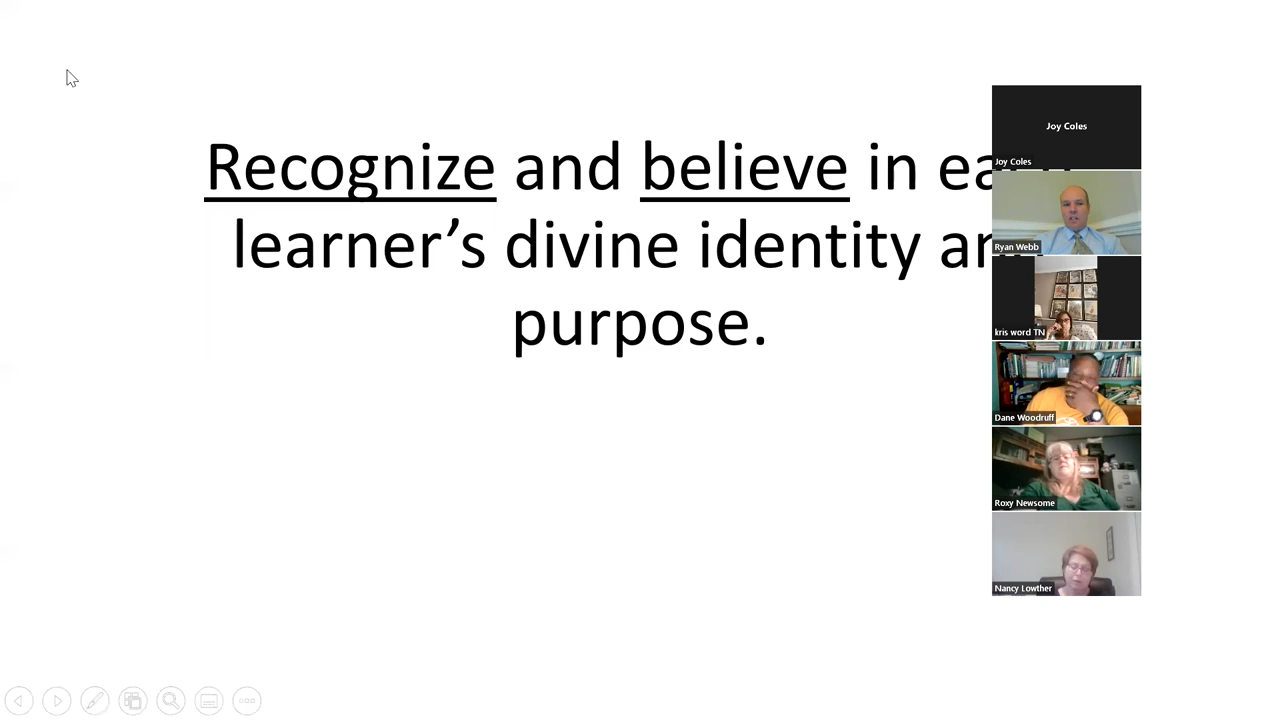 Recognize and believe in
learner’s divine identity
purpose.
Joy Coles
Joy Coles
Ryan Webb
kris word TN
Dane Woodruff
Roxy Newsome
Nancy Lowther